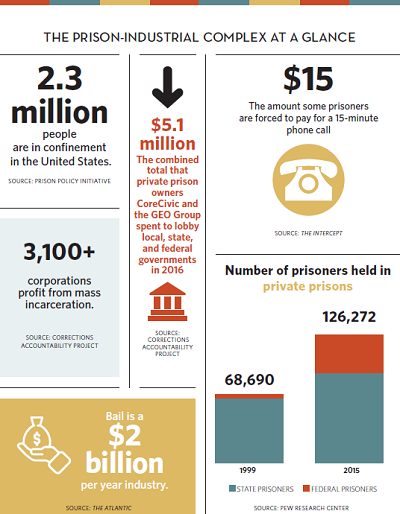 THE PRISON-INDUSTRIAL COMPLEX AT A GLANCE
2.3
million
people
are in confinement
in the United States.
SOURCE: PRISON POLICY INITIATIVE
3,100+
corporations
profit from mass
incarceration.
SOURCE: CORRECTIONS
ACCOUNTABILITY PROJECT
$5.1
million
The combined
total that
private prison
owners
CoreCivic and
the GEO Group
spent to lobby
local, state,
and federal
governments
in 2016
SOURCE:
CORRECTIONS
ACCOUNTABILITY
PROJECT
$
Bail is a
$2
billion
per year industry.
SOURCE: THE ATLANTIC
$15
The amount some prisoners
are forced to pay for a 15-minute
phone call
SOURCE: THE INTERCEPT
Number of prisoners held in
private prisons
126,272
68,690
1999
2015
STATE PRISONERS
FEDERAL PRISONERS
SOURCE: PEW RESEARCH CENTER